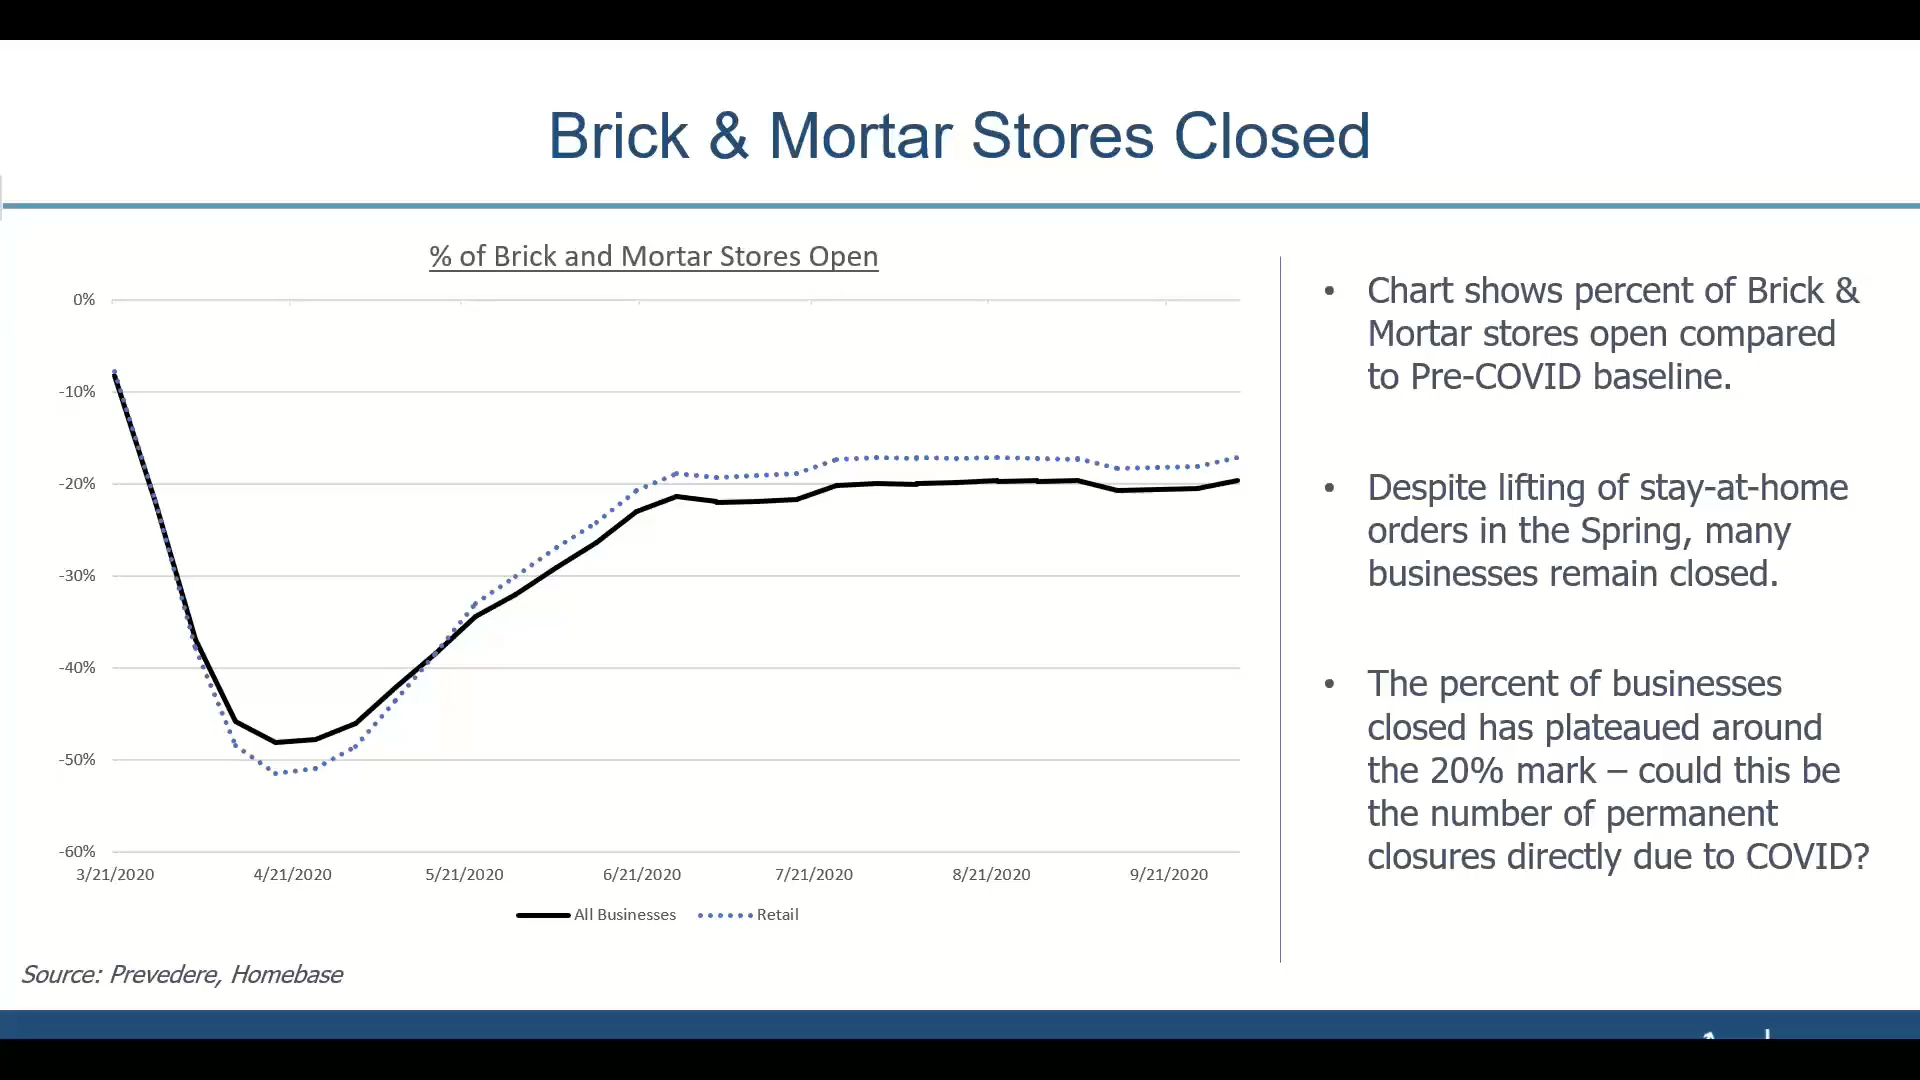 Brick & Mortar Stores Closed
% of Brick and Mortar Stores Open
0%
-10%
-20%
-30%
-40%
-50%
-60%
3/21/2020 4/21/2020 5/21/2020 6/21/2020 7/21/2020 8/21/2020 9/21/2020
All Businesses Retail
Source: Prevedere, Homebase
• Chart shows percent of Brick &
Mortar stores open compared
to Pre-COVID baseline.
• Despite lifting of stay-at-home
orders in the Spring, many
businesses remain closed.
• The percent of businesses
closed has plateaued around
the 20% mark – could this be
the number of permanent
closures directly due to COVID?